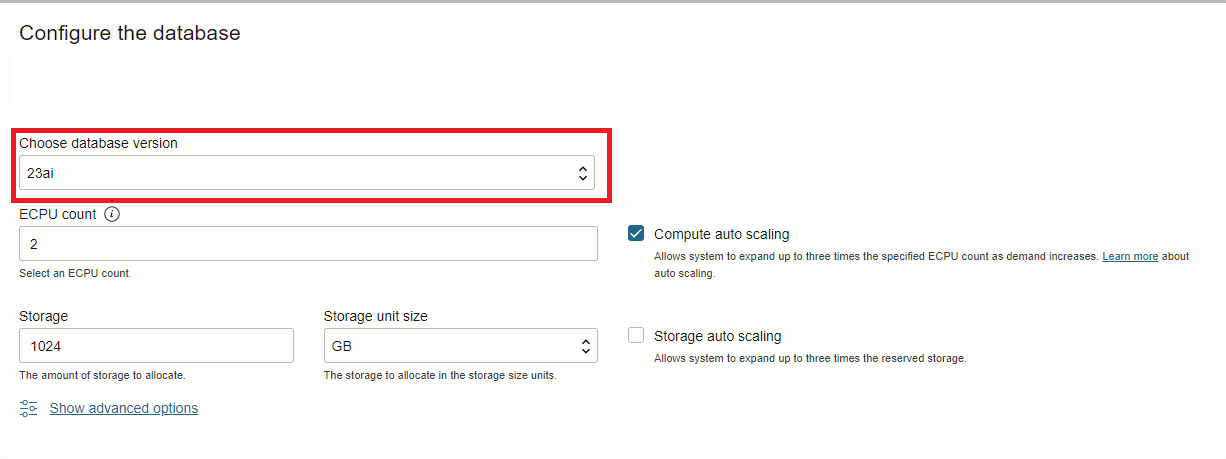 Configure the database
Choose database version
23ai
ECPU count
2
Select an ECPU count.
Compute auto scaling
Allows system to expand up to three times the specified ECPU count as demand increases. Learn more about
auto scaling.
Storage
1024
The amount of storage to allocate.
Storage unit size
GB
The storage to allocate in the storage size units.
Storage auto scaling
Allows system to expand up to three times the reserved storage.
Show advanced options